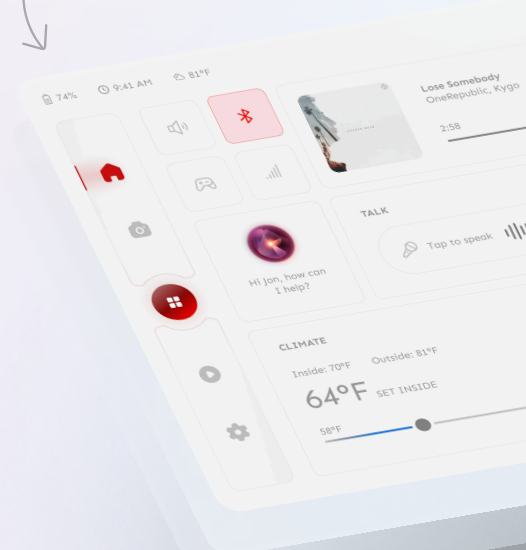 74% 9:41 AM 81°F
Lose Somebody
OneRepublic, Kygo
2:58
TALK
Tap to speak
Hi Jon, how can
I help?
CLIMATE
Inside: 70°F Outside: 81°F
64°F SET INSIDE
58°F